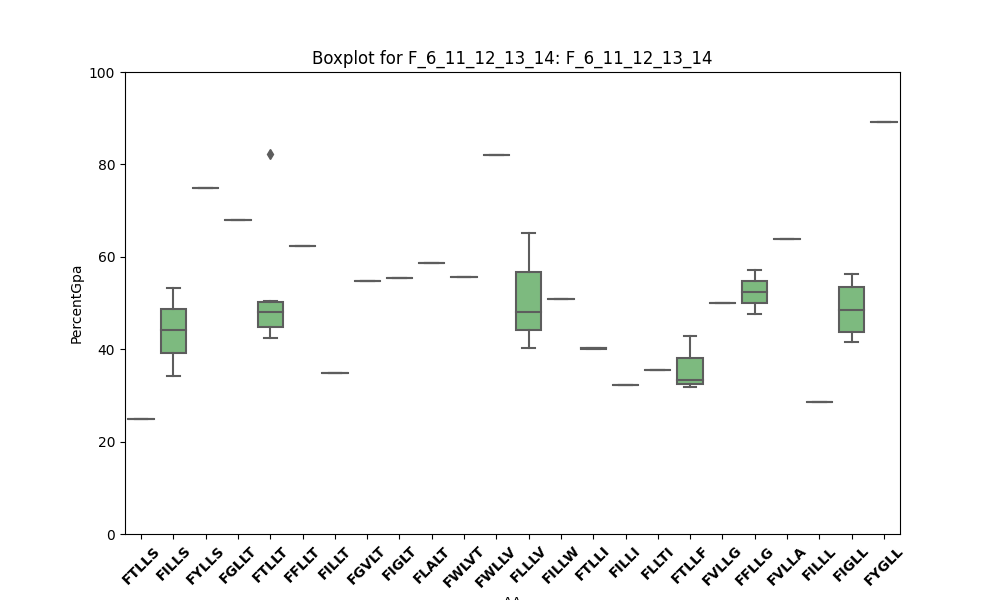 Boxplot for F_6_11_12_13_14: F_6_11_12_13_14
100
80
60
40
20
0
PercentGpa
FTLLS FILLS FYLLS FGLLT FTLLT FFLLT FILLT FGVLT FIGLT FLALT FWLVT FWLLV FLLLV FILLW FTLLI FILLI FLLTI FTLLF FVLLG FFLLG FVLLA FILLL FIGLL FYGLL
AA